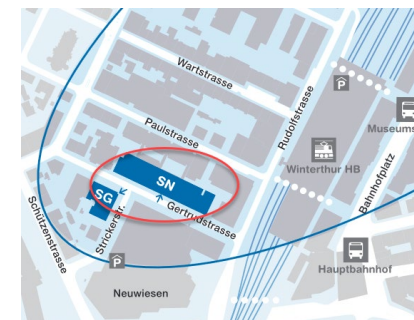 Wartstrasse
Paulstrasse
Rudolfstrasse
P
Museums
Winterthur HB
Bahnhofplatz
SN
SG
Gertrudstrasse
Strickerstr.
Schützenstrasse
P
Hauptbahnhof
Neuwiesen